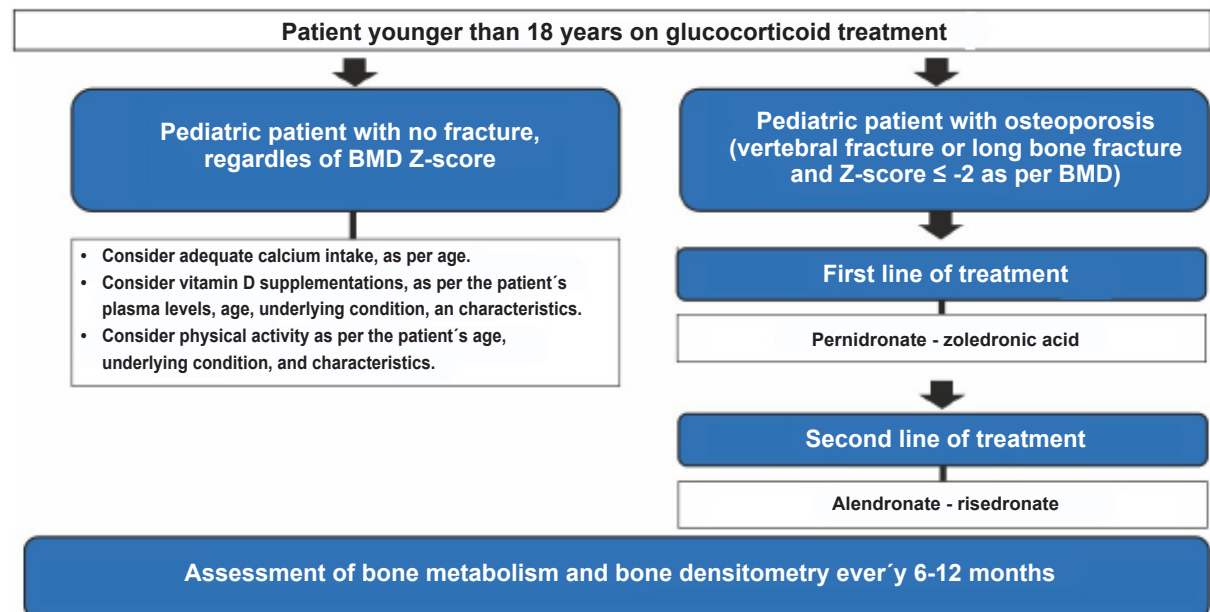 Patient younger than 18 years on glucocorticoid treatment
Pediatric patient with no fracture,
regardles of BMD Z-score
• Consider adequate calcium intake, as per age.
• Consider vitamin D supplementations, as per the patient´s
plasma levels, age, underlying condition, an characteristics.
• Consider physical activity as per the patient´s age,
underlying condition, and characteristics.
Pediatric patient with osteoporosis
(vertebral fracture or long bone fracture
and Z-score ≤ -2 as per BMD)
First line of treatment
Pernidronate - zoledronic acid
Second line of treatment
Alendronate - risedronate
Assessment of bone metabolism and bone densitometry ever´y 6-12 months